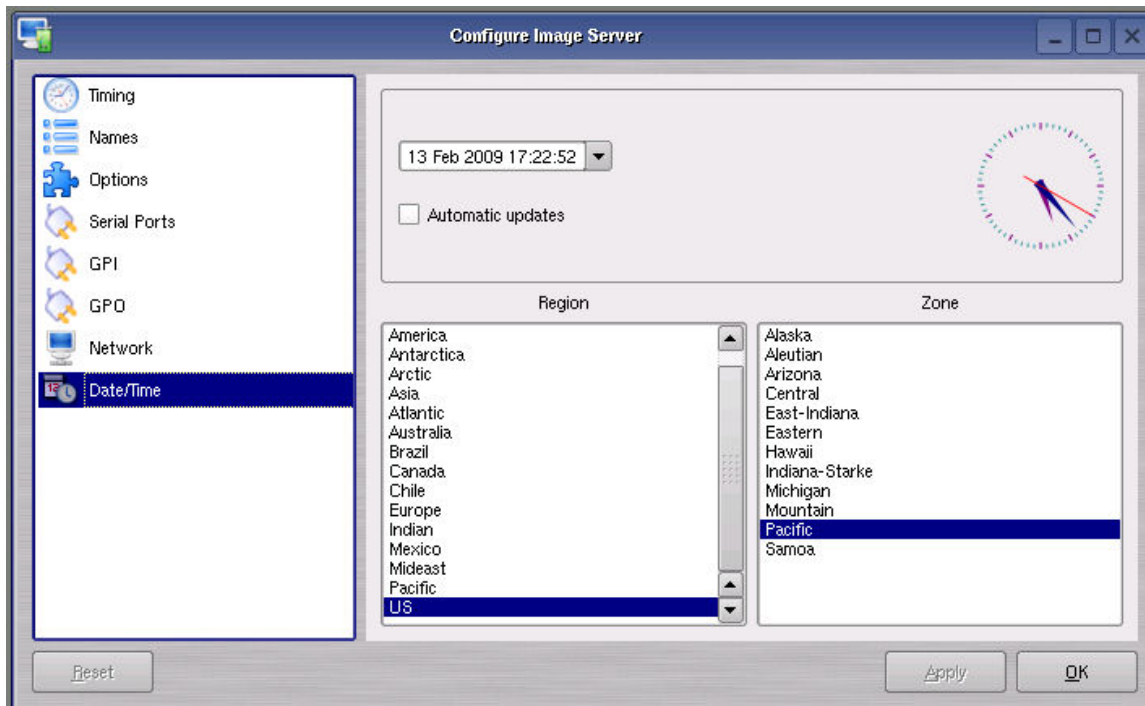 Configure Image Server
Timing
Names
Options
Serial Ports
GPI
GPO
Network
Date/Time
13 Feb 2009 17:22:52
Automatic updates
Region
America
Antarctica
Arctic
Asia
Atlantic
Australia
Brazil
Canada
Chile
Europe
Indian
Mexico
Mideast
Pacific
US
Zone
Alaska
Aleutian
Arizona
Central
East-Indiana
Eastern
Hawaii
Indiana-Starke
Michigan
Mountain
Pacific
Samoa
Reset
Apply
OK